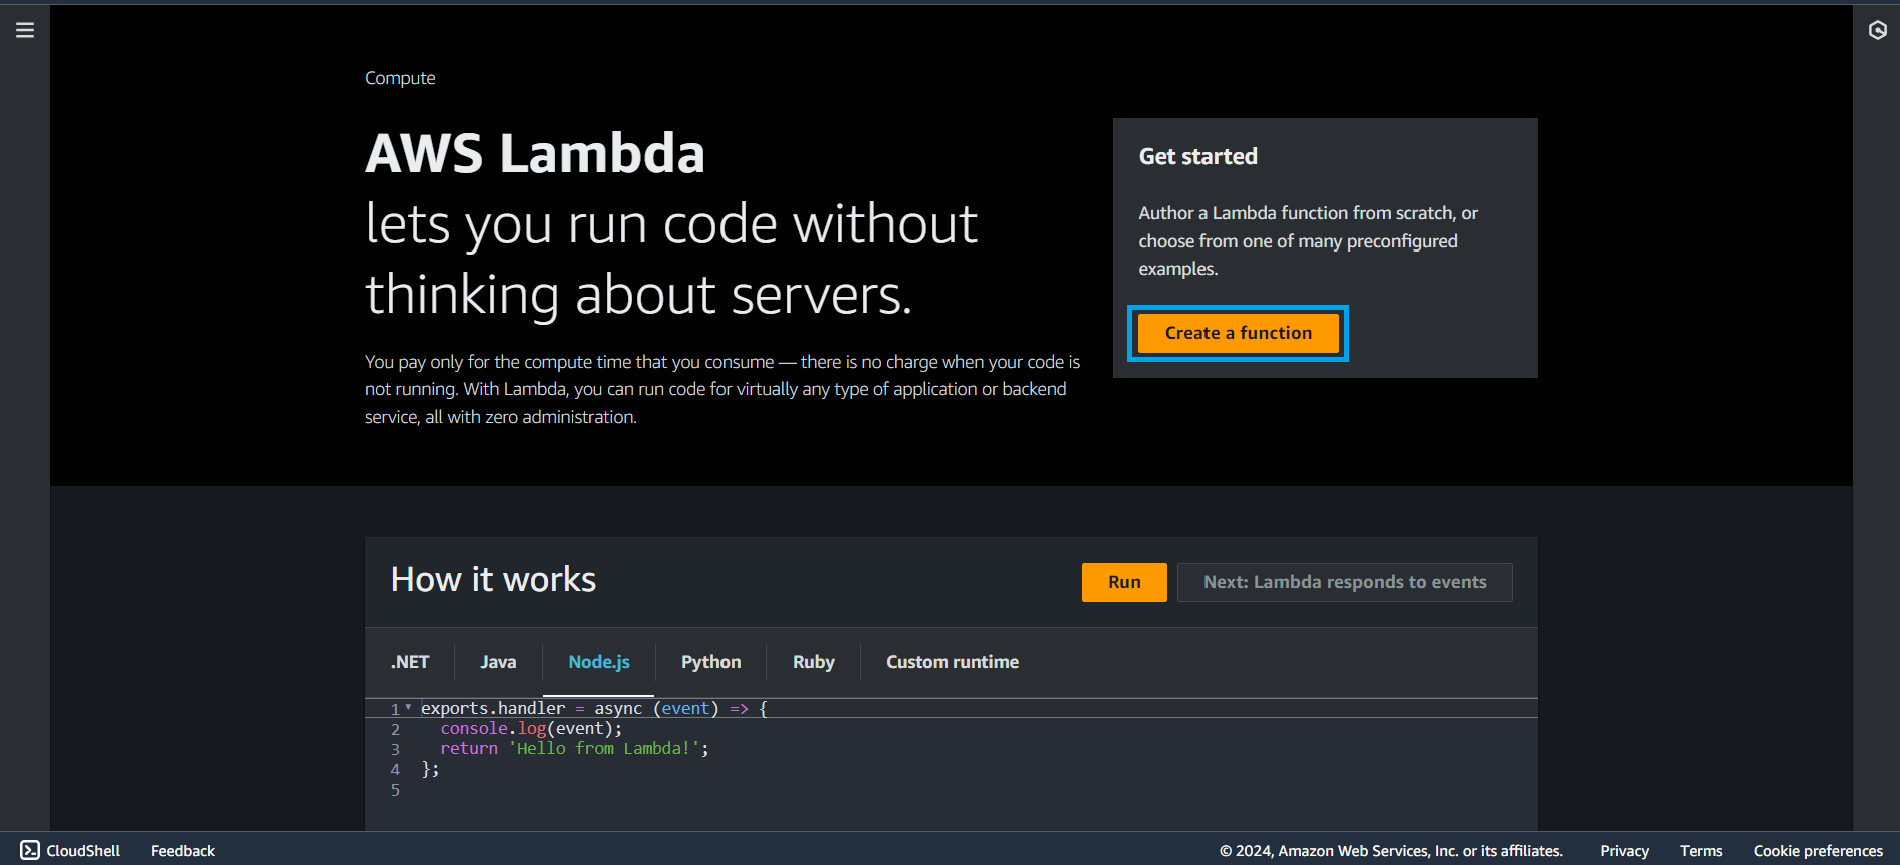 Compute
AWS Lambda
lets you run code without
thinking about servers.
You pay only for the compute time that you consume — there is no charge when your code is
not running. With Lambda, you can run code for virtually any type of application or backend
service, all with zero administration.
Get started
Author a Lambda function from scratch, or
choose from one of many preconfigured
examples.
Create a function
How it works
Run
Next: Lambda responds to events
.NET
Java
Node.js
Python
Ruby
Custom runtime
1 exports.handler = async (event) => {
2   console.log(event);
3   return 'Hello from Lambda!';
4 };
5
CloudShell
Feedback
© 2024, Amazon Web Services, Inc. or its affiliates.
Privacy
Terms
Cookie preferences